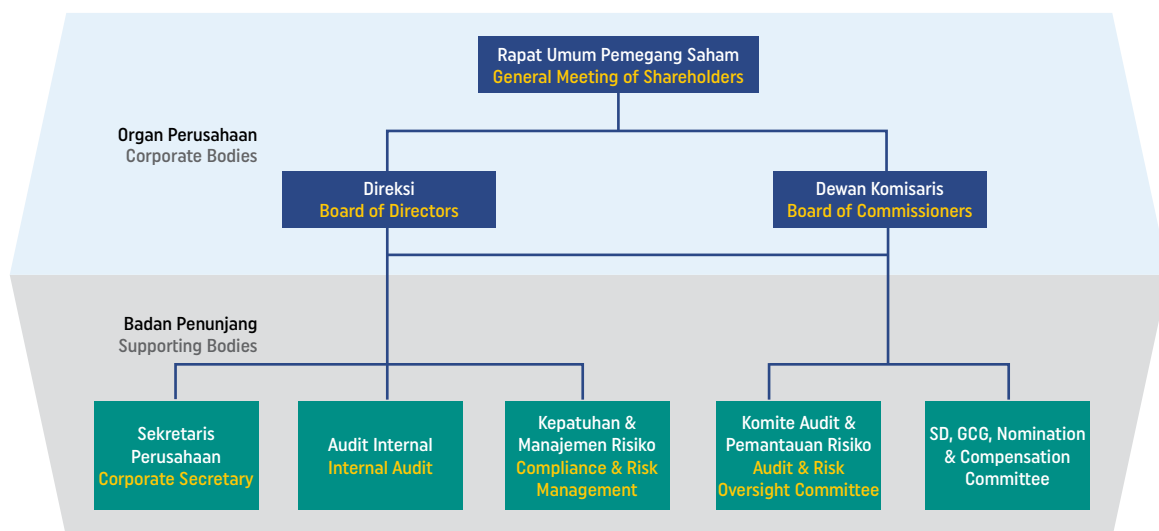 Rapat Umum Pemegang Saham
General Meeting of Shareholders
Organ Perusahaan
Corporate Bodies
Direksi
Board of Directors
Dewan Komisaris
Board of Commissioners
Badan Penunjang
Supporting Bodies
Sekretaris
Perusahaan
Corporate Secretary
Audit Internal
Internal Audit
Kepatuhan &
Manajemen Risiko
Compliance & Risk
Management
Komite Audit &
Pemantauan Risiko
Audit & Risk
Oversight Committee
SD, GCG, Nomination
& Compensation
Committee